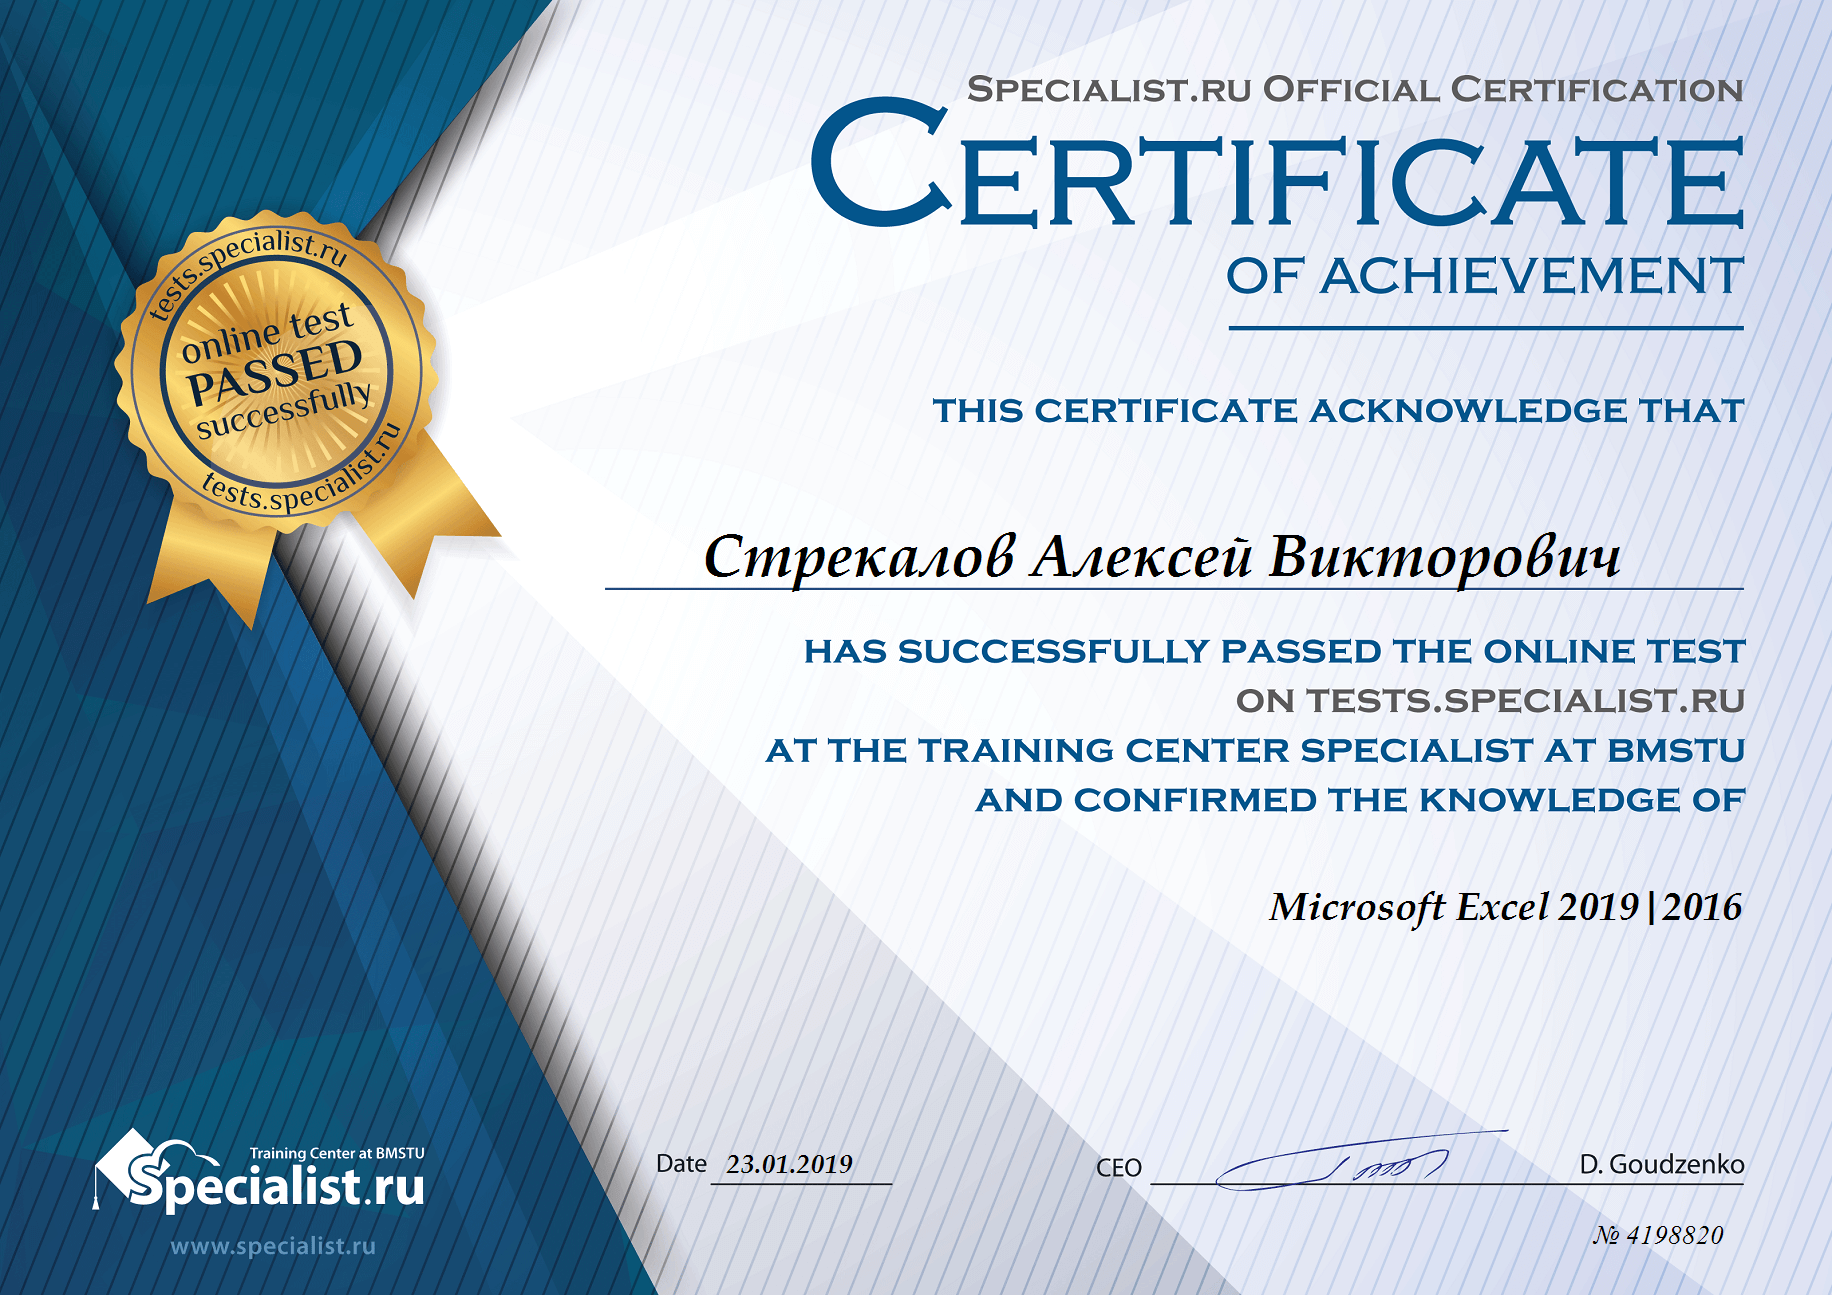 SPECIALIST.RU OFFICIAL CERTIFICATION
CERTIFICATE
OF ACHIEVEMENT
THIS CERTIFICATE ACKNOWLEDGE THAT
tests.specialist.ru
online test
PASSED
successfully
tests.specialist.ru
Стрекалов Алексей Викторович
HAS SUCCESSFULLY PASSED THE ONLINE TEST
ON TESTS.SPECIALIST.RU
AT THE TRAINING CENTER SPECIALIST AT BMSTU
AND CONFIRMED THE KNOWLEDGE OF
Microsoft Excel 2019|2016
Training Center at BMSTU
Specialist.ru
www.specialist.ru
Date 23.01.2019
CEO D. Goudzenko
№ 4198820